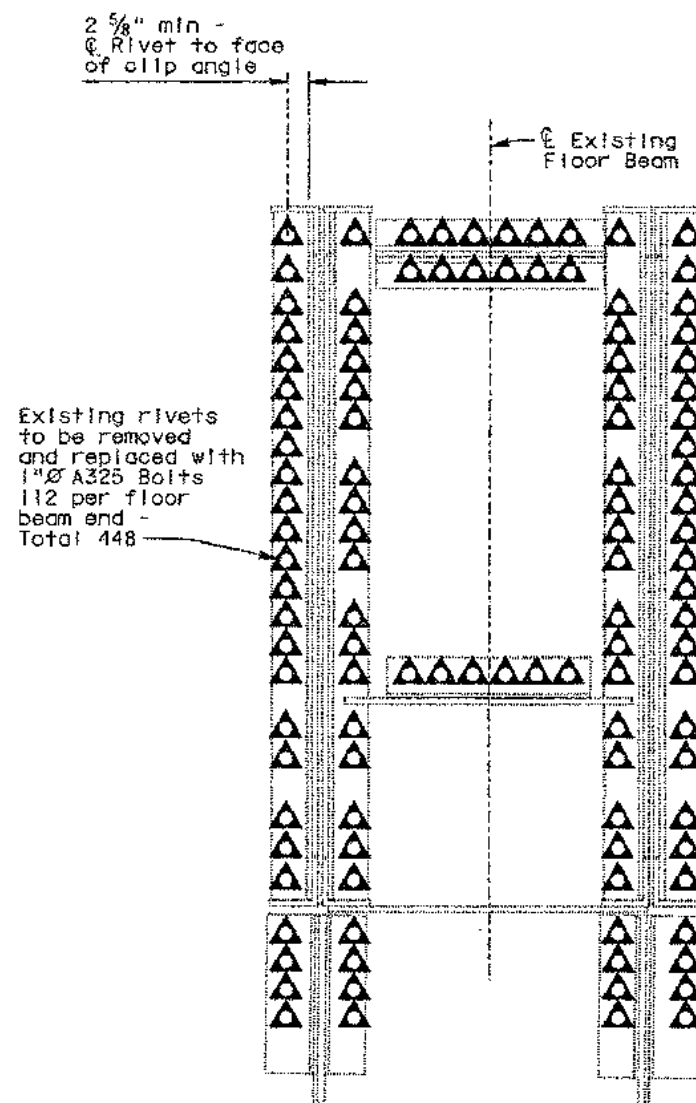 2 5/8" min -
℄ Rivet to face
of clip angle
℄ Existing
Floor Beam
Existing rivets
to be removed
and replaced with
1"Ø A325 Bolts
112 per floor
beam end -
Total 448